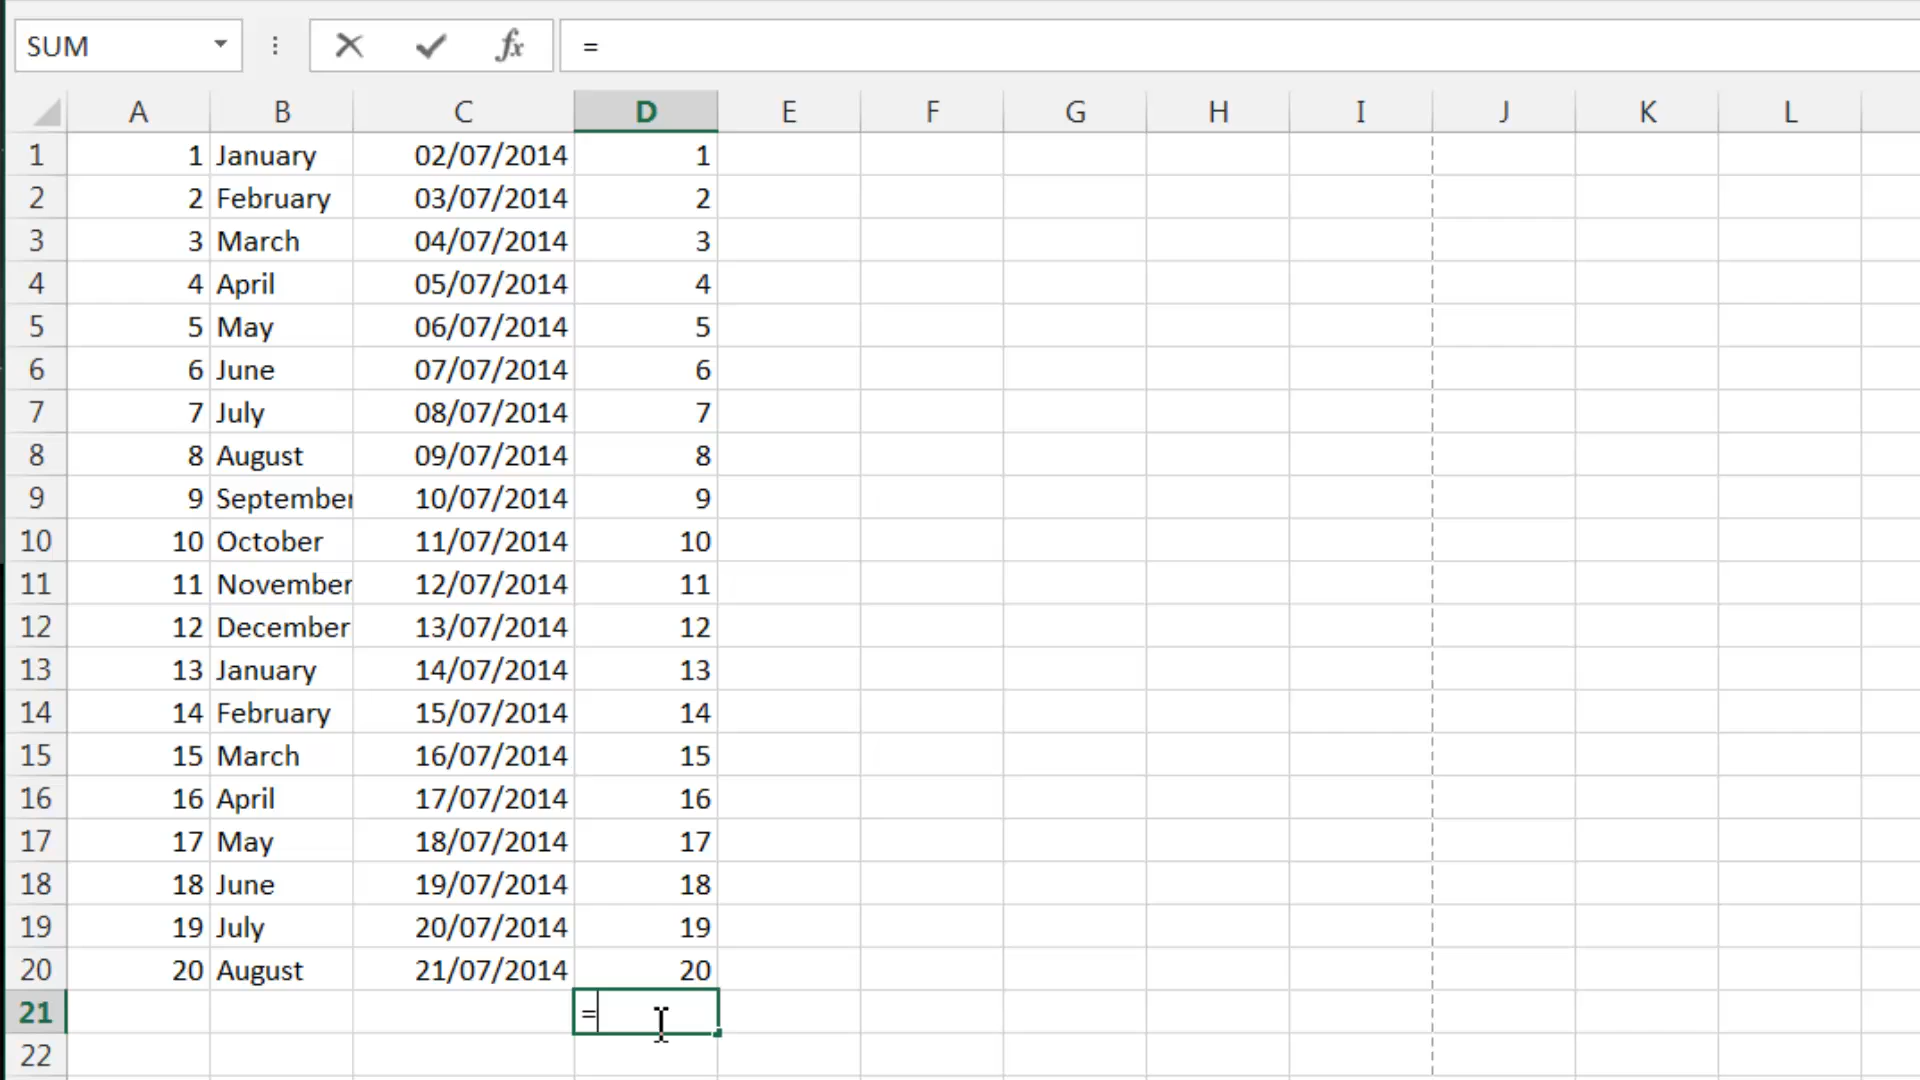 SUM fx =
A B C D E F G H I J K L
1 1 January 02/07/2014 1
2 2 February 03/07/2014 2
3 3 March 04/07/2014 3
4 4 April 05/07/2014 4
5 5 May 06/07/2014 5
6 6 June 07/07/2014 6
7 7 July 08/07/2014 7
8 8 August 09/07/2014 8
9 9 September 10/07/2014 9
10 10 October 11/07/2014 10
11 11 November 12/07/2014 11
12 12 December 13/07/2014 12
13 13 January 14/07/2014 13
14 14 February 15/07/2014 14
15 15 March 16/07/2014 15
16 16 April 17/07/2014 16
17 17 May 18/07/2014 17
18 18 June 19/07/2014 18
19 19 July 20/07/2014 19
20 20 August 21/07/2014 20
21 =
22